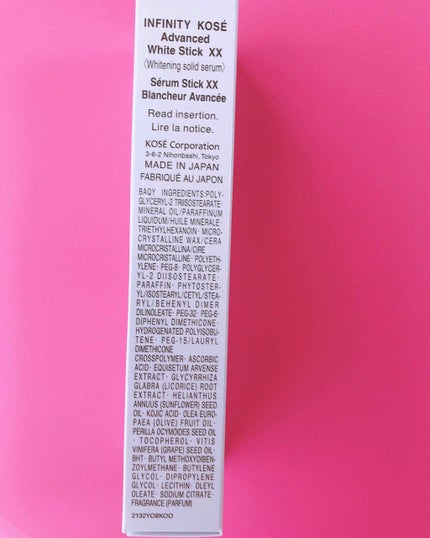 INFINITY KOSÉ
Advanced
White Stick XX
(Whitening solid serum)
Sérum Stick XX
Blancheur Avancée
Read insertion.
Lire la notice.
KOSÉ Corporation
3-6-2 Nihonbashi, Tokyo
MADE IN JAPAN
FABRIQUÉ AU JAPON
BAQY INGREDIENTS:POLY-
GLYCERYL-2 TRIISOSTEARATE·
MINERAL OIL/PARAFFINUM
LIQUIDUM/HUILE MINÉRALE·
TRIETHYLHEXANOIN· MICRO-
CRYSTALLINE WAX/CERA
MICROCRISTALLINA/CIRE
MICROCRISTALLINE· POLYETH-
YLENE· PEG-8· POLYGLYCER-
YL-2 DIISOSTEARATE·
PARAFFIN· PHYTOSTER-
YL/ISOSTEARYL/CETYL/STEA-
RYL/BEHENYL DIMER
DILINOLEATE· PEG-32· PEG-6·
DIPHENYL DIMETHICONE·
HYDROGENATED POLYISOBU-
TENE· PEG-15/LAURYL
DIMETHICONE
CROSSPOLYMER· ASCORBIC
ACID· EQUISETUM ARVENSE
EXTRACT· GLYCYRRHIZA
GLABRA (LICORICE) ROOT
EXTRACT· HELIANTHUS
ANNUUS (SUNFLOWER) SEED
OIL· KOJIC ACID· OLEA EURO-
PAEA (OLIVE) FRUIT OIL·
PERILLA OCYMOIDES SEED OIL
· TOCOPHEROL· VITIS
VINIFERA (GRAPE) SEED OIL·
BHT· BUTYL METHOXYDIBEN-
ZOYLMETHANE· BUTYLENE
GLYCOL· DIPROPYLENE
GLYCOL· LECITHIN· OLEYL
OLEATE· SODIUM CITRATE·
FRAGRANCE (PARFUM)
2132YOBKOO